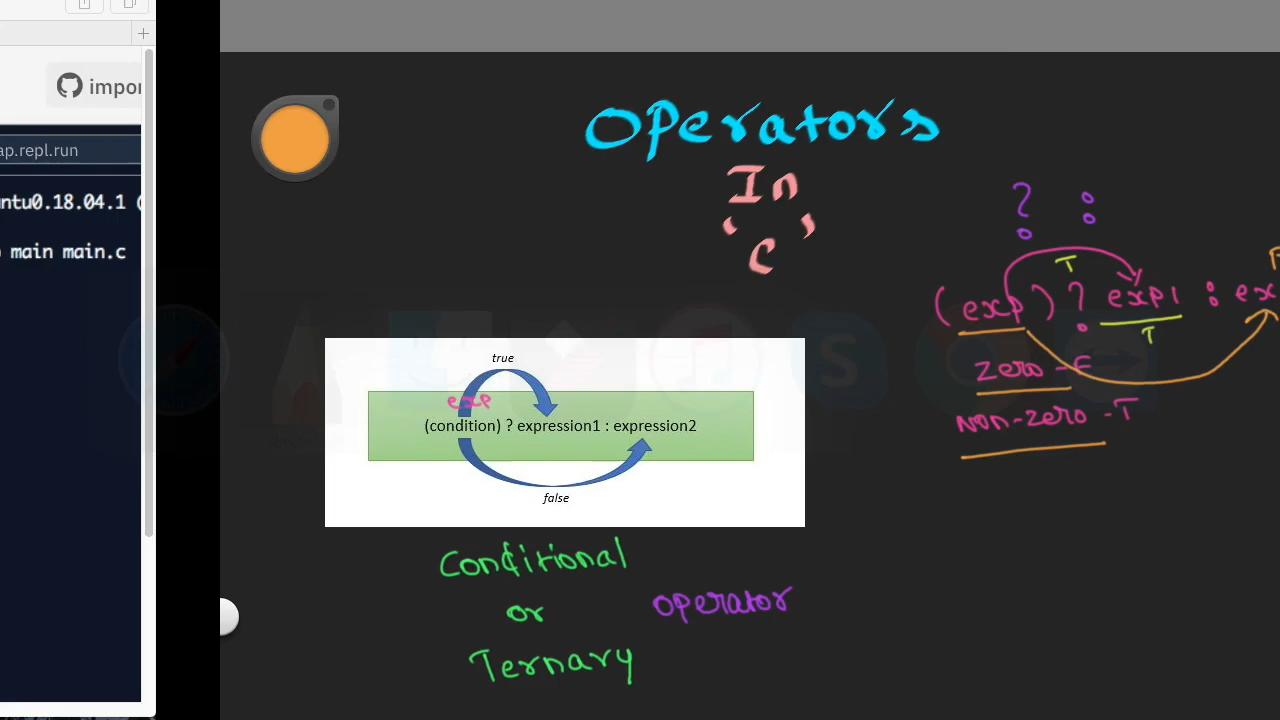 impor
ap.repl.run
untu0.18.04.1 (
main main.c
Operators
In
' C '
? :
T
(exp) ? exp1 : ex
T
zero - F
Non-zero - T
true
exp
(condition) ? expression1 : expression2
false
Conditional
or
operator
Ternary